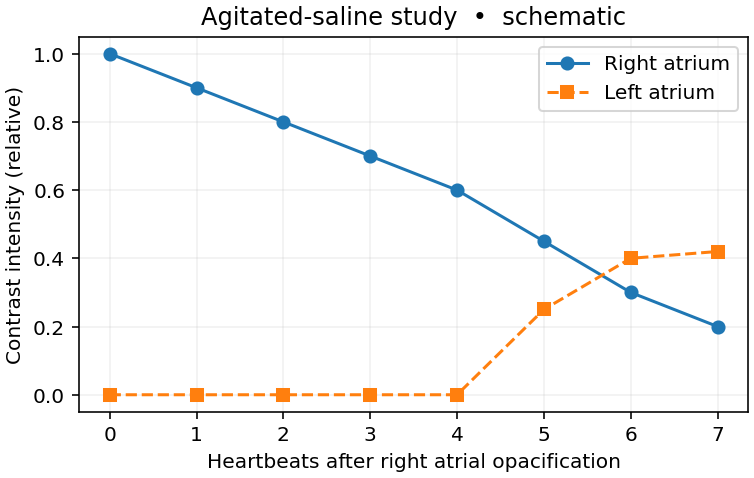 Agitated-saline study • schematic
Contrast intensity (relative)
1.0
0.8
0.6
0.4
0.2
0.0
Right atrium
Left atrium
0 1 2 3 4 5 6 7
Heartbeats after right atrial opacification